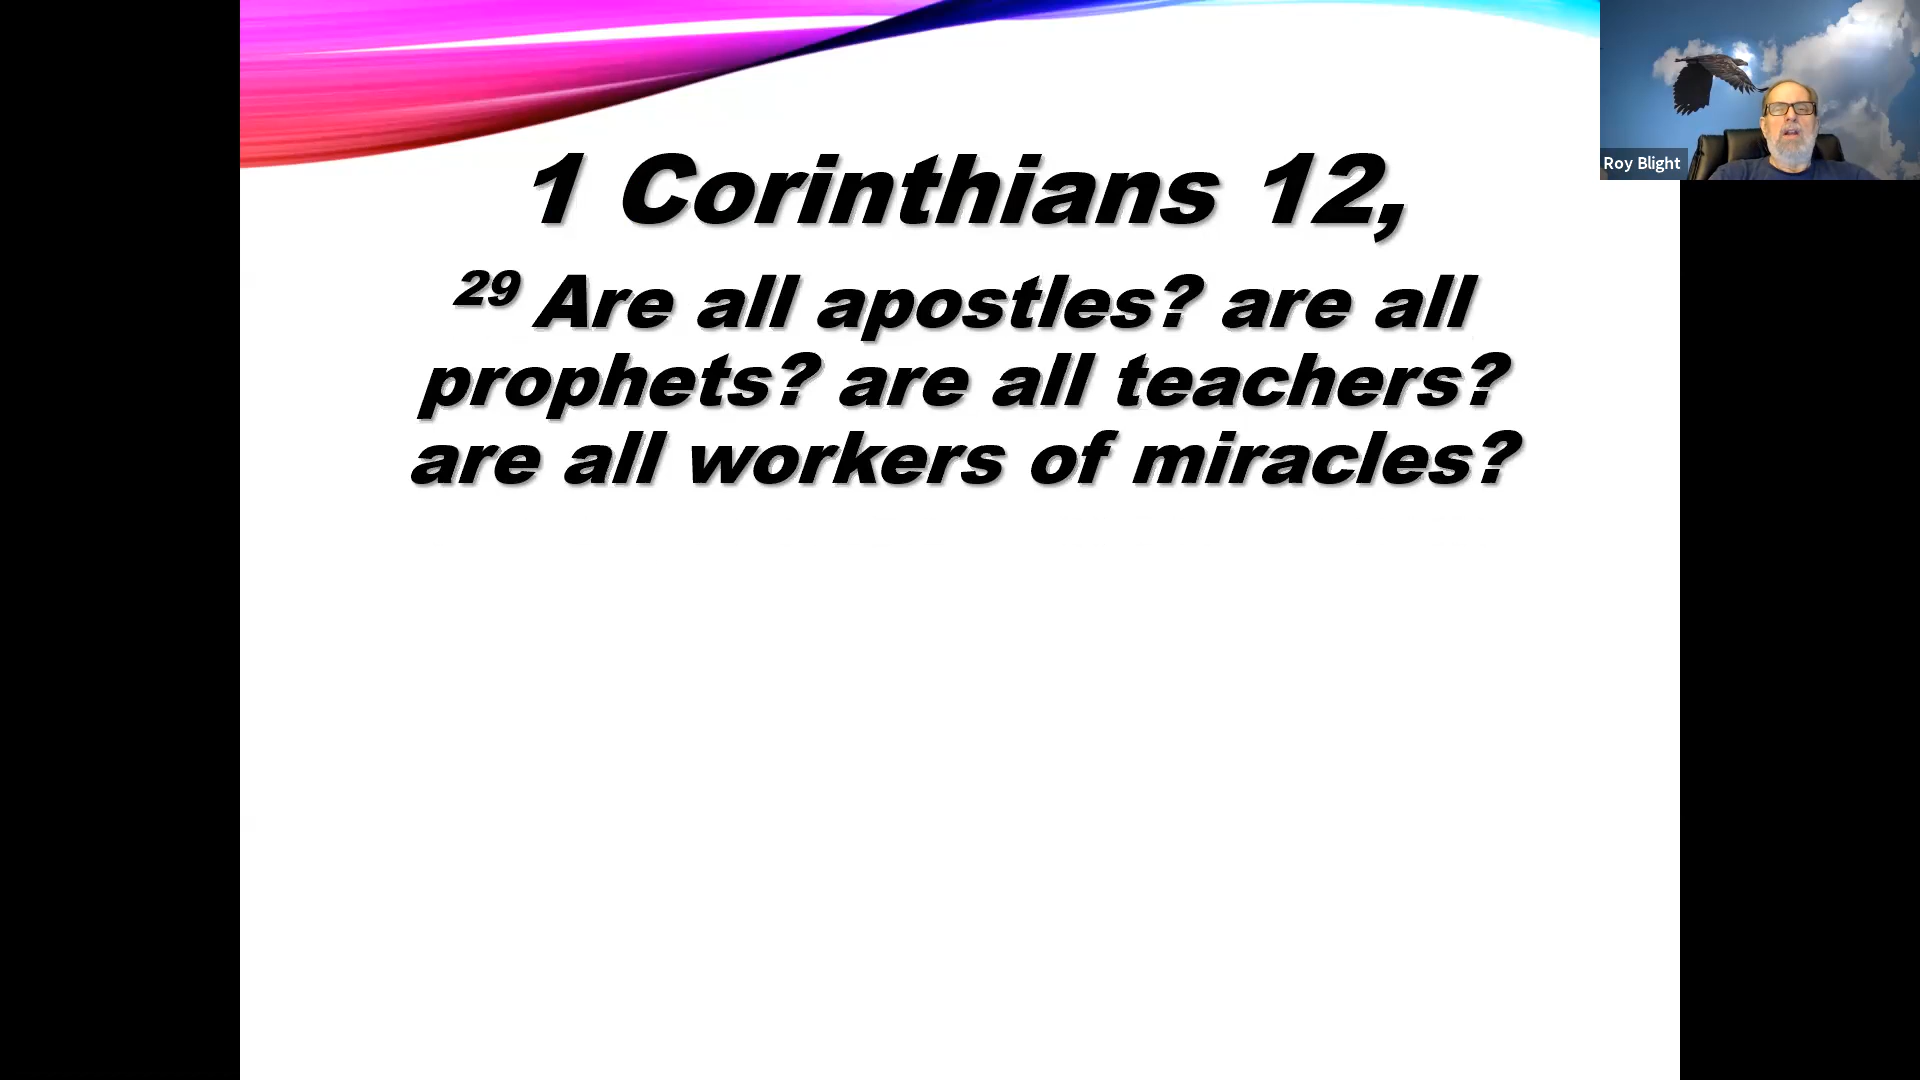 1 Corinthians 12,
29 Are all apostles? are all
prophets? are all teachers?
are all workers of miracles?
Roy Blight